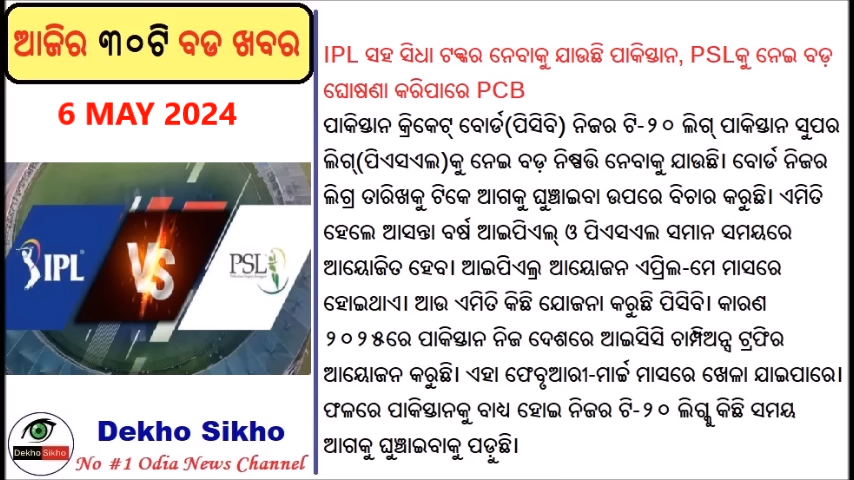 ଆଜିର ୩୦ଟି ବଡ ଖବର
6 MAY 2024
IPL
VS
PSL
Dekho Sikho
Dekho Sikho
No #1 Odia News Channel
IPL ସହ ସିଧା ଟକ୍କର ନେବାକୁ ଯାଉଛି ପାକିସ୍ତାନ, PSLକୁ ନେଇ ବଡ଼
ଘୋଷଣା କରିପାରେ PCB
ପାକିସ୍ତାନ କ୍ରିକେଟ୍ ବୋର୍ଡ(ପିସିବି) ନିଜର ଟି-୨୦ ଲିଗ୍ ପାକିସ୍ତାନ ସୁପର
ଲିଗ୍(ପିଏସଏଲ)କୁ ନେଇ ବଡ଼ ନିଷ୍ପତ୍ତି ନେବାକୁ ଯାଉଛି। ବୋର୍ଡ ନିଜର
ଲିଗ୍ର ତାରିଖକୁ ଟିକେ ଆଗକୁ ଘୁଞ୍ଚାଇବା ଉପରେ ବିଚାର କରୁଛି। ଏମିତି
ହେଲେ ଆସନ୍ତା ବର୍ଷ ଆଇପିଏଲ୍ ଓ ପିଏସଏଲ ସମାନ ସମୟରେ
ଆୟୋଜିତ ହେବ। ଆଇପିଏଲ୍ର ଆୟୋଜନ ଏପ୍ରିଲ-ମେ ମାସରେ
ହୋଇଥାଏ। ଆଉ ଏମିତି କିଛି ଯୋଜନା କରୁଛି ପିସିବି। କାରଣ
୨୦୨୫ରେ ପାକିସ୍ତାନ ନିଜ ଦେଶରେ ଆଇସିସି ଚାମ୍ପିଅନ୍ସ ଟ୍ରଫିର
ଆୟୋଜନ କରୁଛି। ଏହା ଫେବୃଆରୀ-ମାର୍ଚ୍ଚ ମାସରେ ଖେଳା ଯାଇପାରେ।
ଫଳରେ ପାକିସ୍ତାନକୁ ବାଧ୍ୟ ହୋଇ ନିଜର ଟି-୨୦ ଲିଗ୍କୁ କିଛି ସମୟ
ଆଗକୁ ଘୁଞ୍ଚାଇବାକୁ ପଡୁଛି।